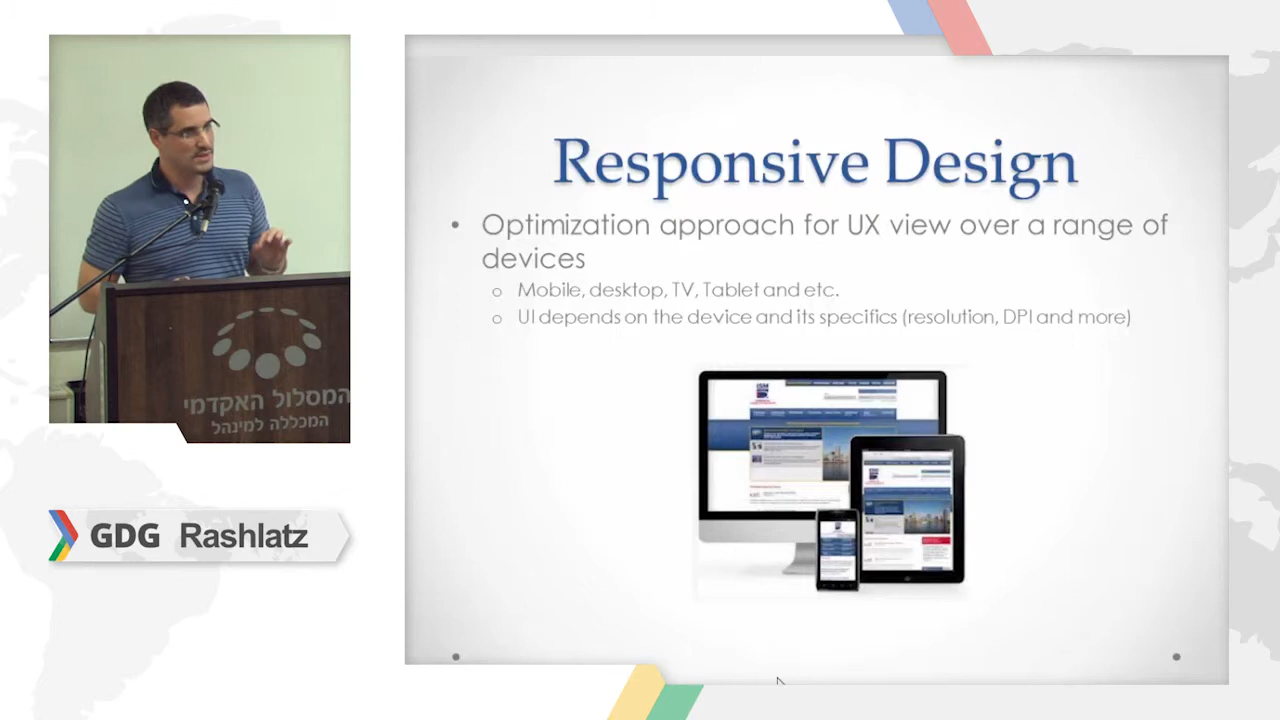 Responsive Design
• Optimization approach for UX view over a range of
devices
o Mobile, desktop, TV, Tablet and etc.
o UI depends on the device and its specifics (resolution, DPI and more)
המסלול האקדמי
המכללה למינהל
GDG Rashlatz
ISM